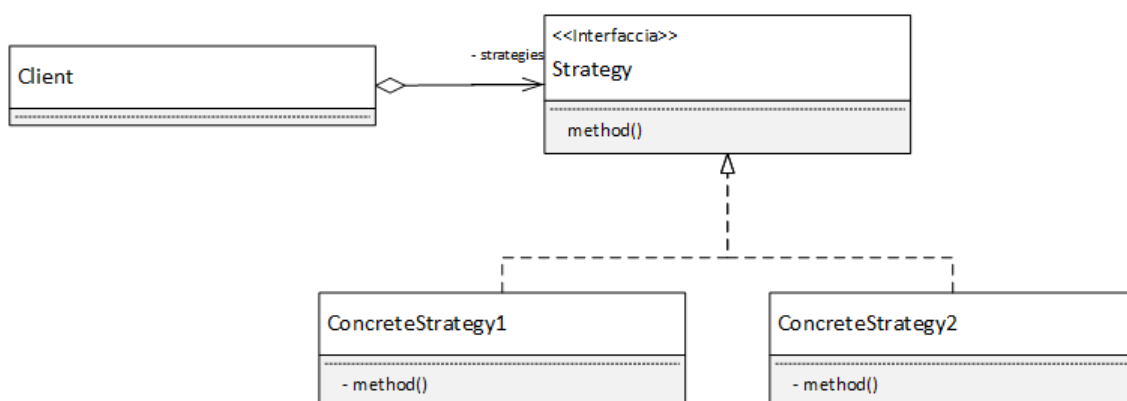 Client
- strategies
<<Interfaccia>>
Strategy
method()
ConcreteStrategy1
- method()
ConcreteStrategy2
- method()